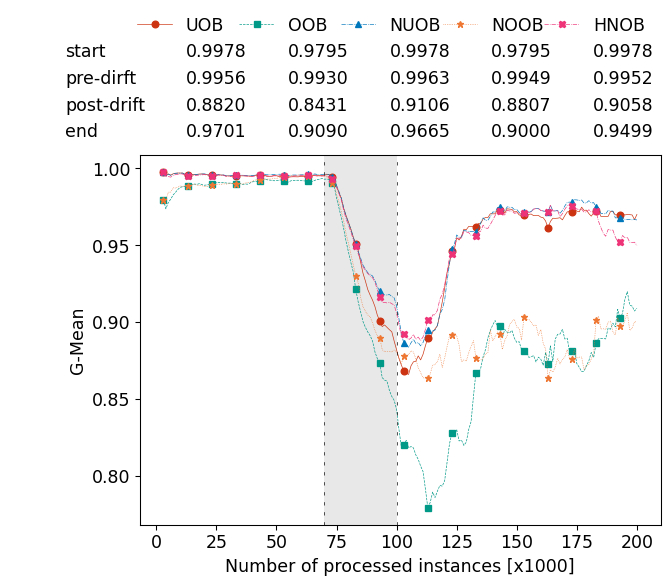 UOB OOB NUOB NOOB HNOB
start 0.9978 0.9795 0.9978 0.9795 0.9978
pre-dirft 0.9956 0.9930 0.9963 0.9949 0.9952
post-drift 0.8820 0.8431 0.9106 0.8807 0.9058
end 0.9701 0.9090 0.9665 0.9000 0.9499
1.00
0.95
0.90
0.85
0.80
G-Mean
0 25 50 75 100 125 150 175 200
Number of processed instances [x1000]